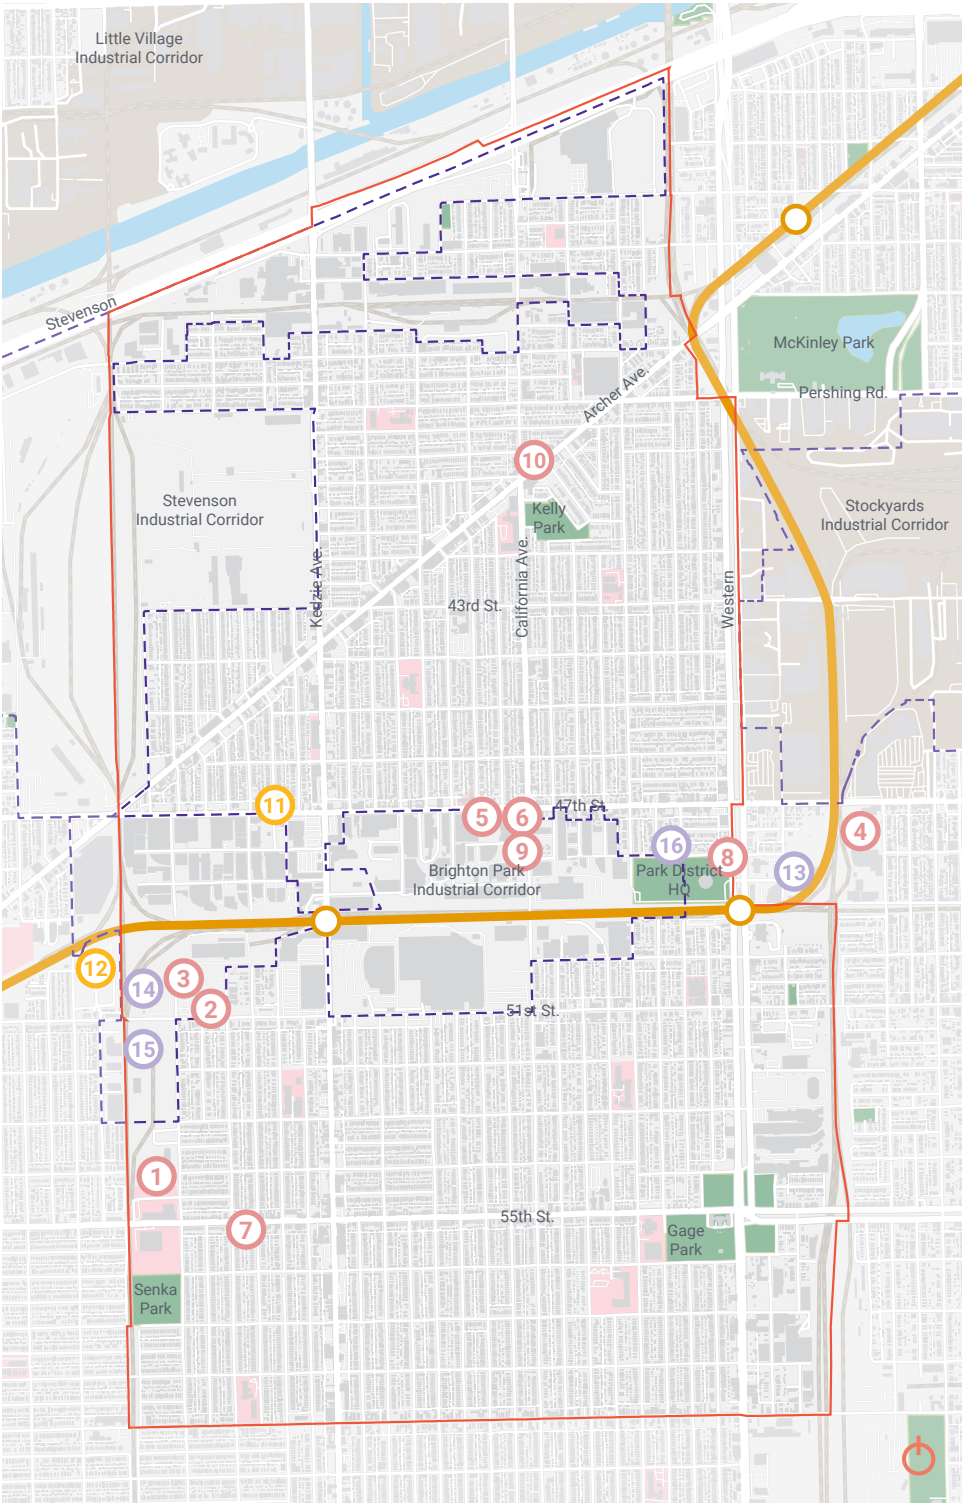 Little Village
Industrial Corridor
Stevenson
McKinley Park
Pershing Rd.
Archer Ave.
10
Stevenson
Industrial Corridor
Kelly
Park
Stockyards
Industrial Corridor
Kedzie Ave.
California Ave.
43rd St.
Western
11
5
6
47th St.
4
9
16
8
13
Brighton Park
Industrial Corridor
Park District
HQ
12
14
3
2
51st St.
15
1
7
55th St.
Gage
Park
Senka
Park